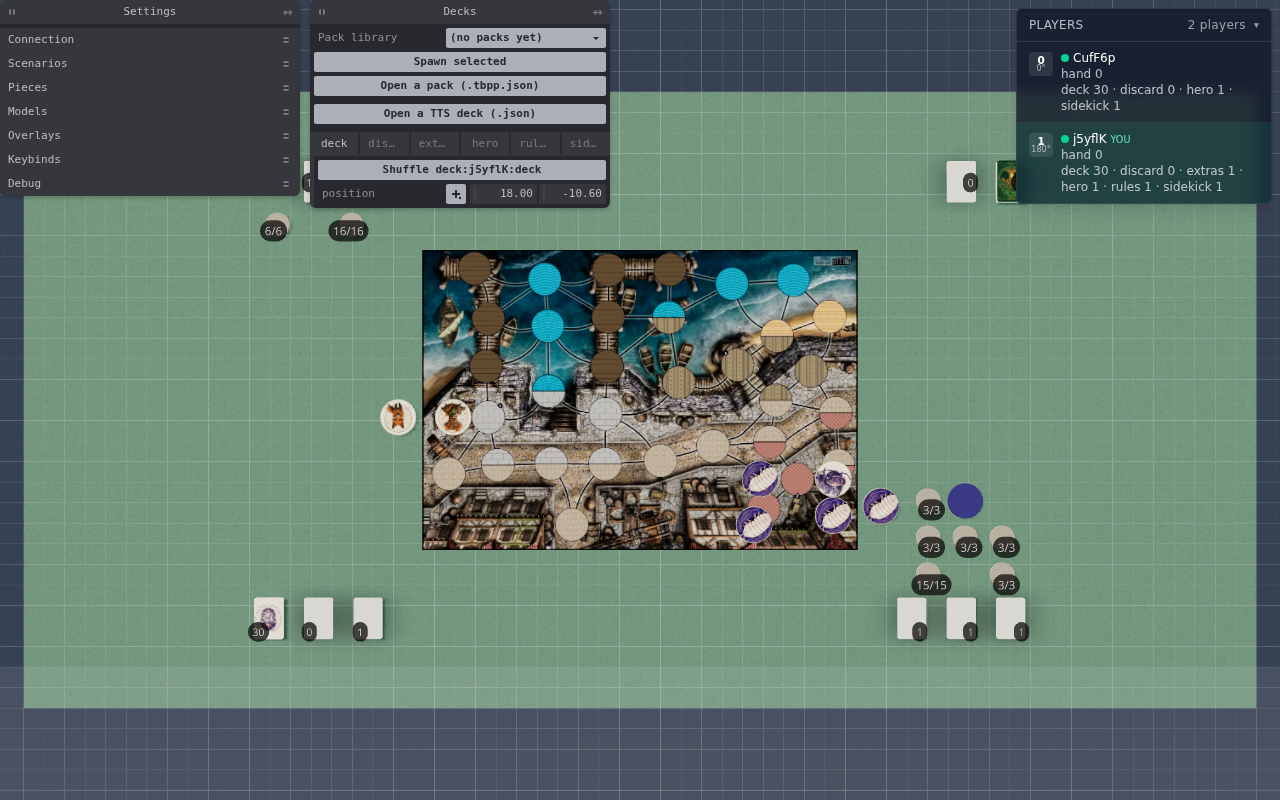 Settings
Connection
Scenarios
Pieces
Models
Overlays
Keybinds
Debug
Decks
Pack library
(no packs yet)
Spawn selected
Open a pack (.tbpp.json)
Open a TTS deck (.json)
deck
dis…
ext…
hero
rul…
sid…
Shuffle deck:j5yflK:deck
position
18.00
-10.60
PLAYERS
2 players
0
0°
CufF6p
hand 0
deck 30 · discard 0 · hero 1 ·
sidekick 1
1
180°
j5yflK YOU
hand 0
deck 30 · discard 0 · extras 1 ·
hero 1 · rules 1 · sidekick 1
0
6/6
16/16
3/3
3/3
3/3
3/3
15/15
3/3
30
0
1
1
1
1